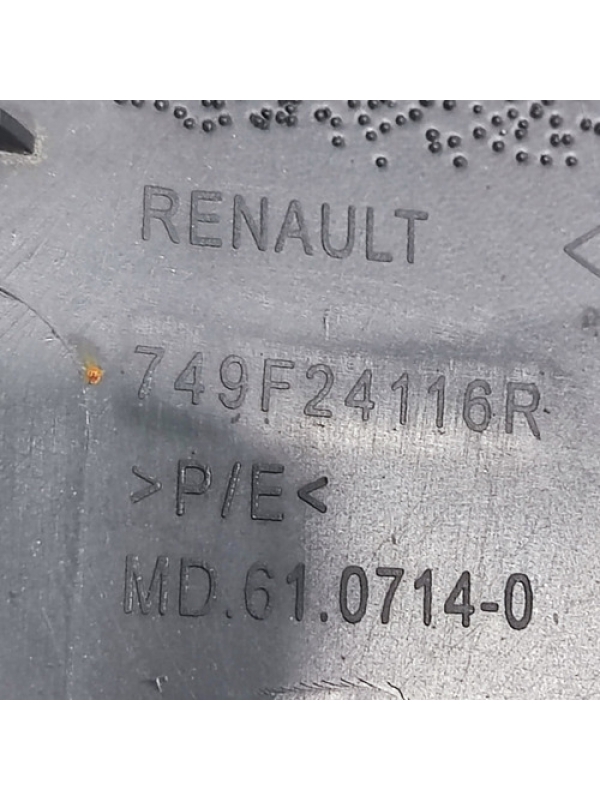 RENAULT
749F24116R
>P/E<
MD.61.0714-0